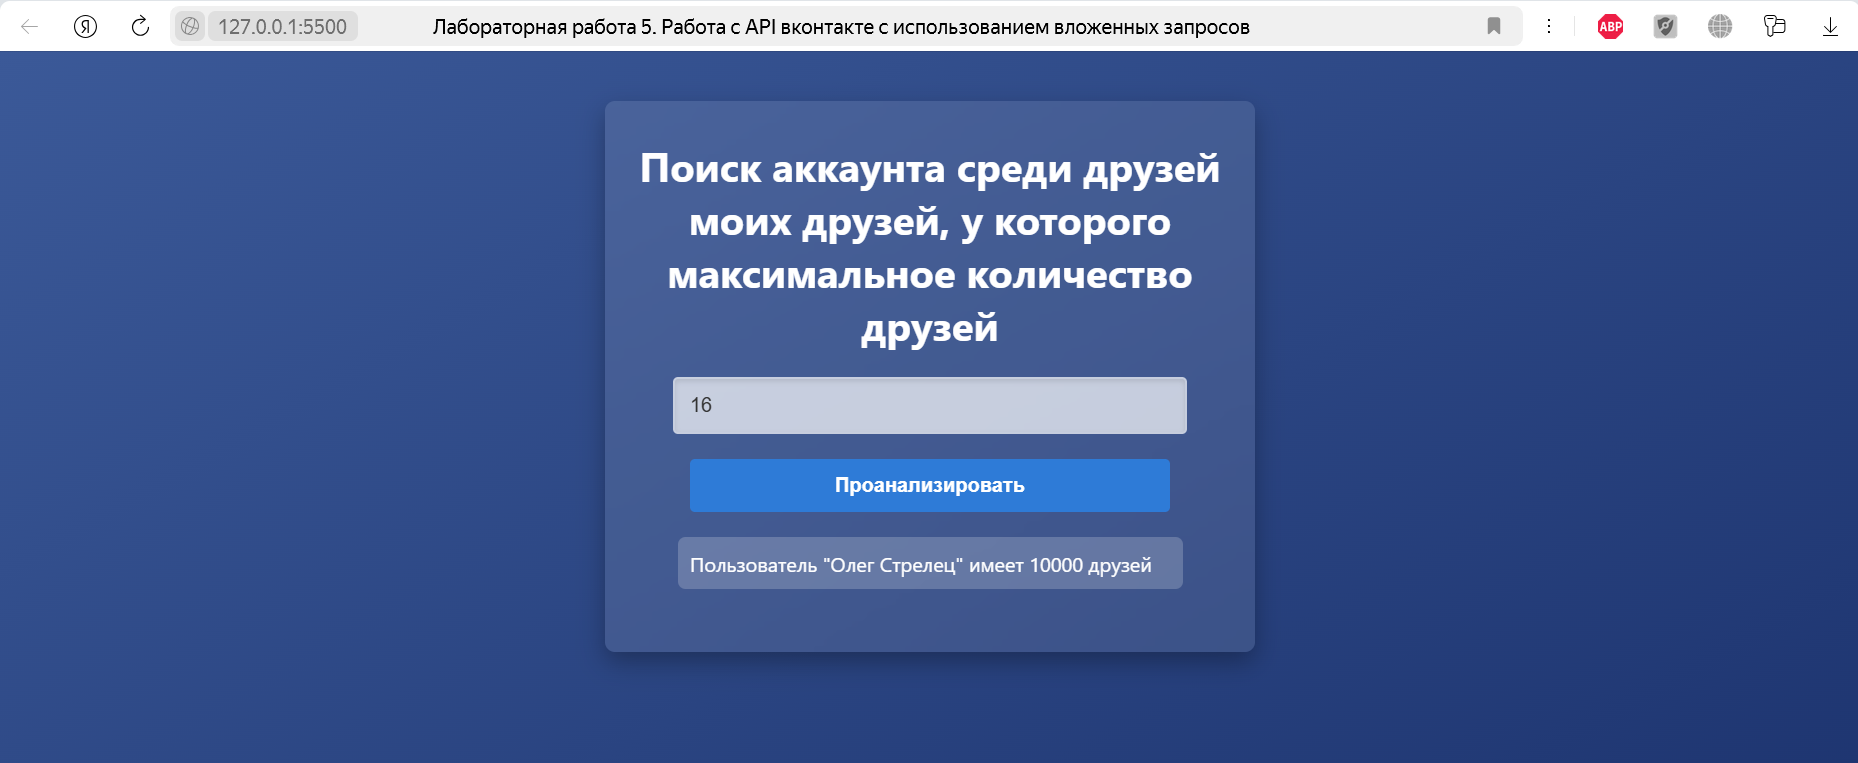 127.0.0.1:5500
Лабораторная работа 5. Работа с API вконтакте с использованием вложенных запросов
ABP
Поиск аккаунта среди друзей
моих друзей, у которого
максимальное количество
друзей
16
Проанализировать
Пользователь "Олег Стрелец" имеет 10000 друзей